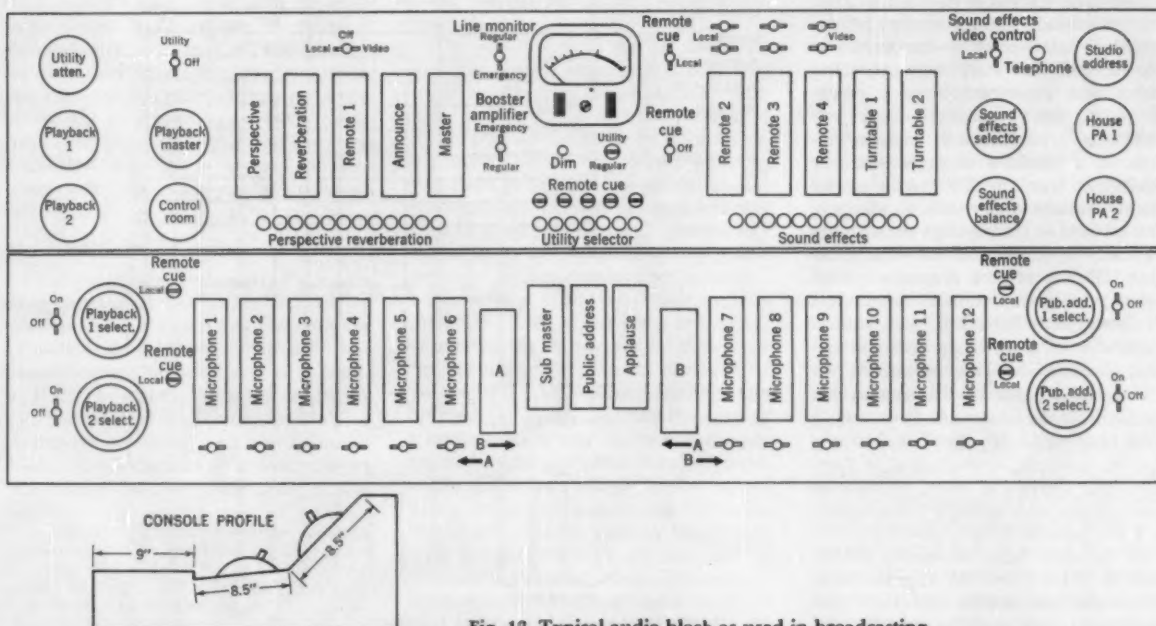 Utility atten.
Utility
Off
Playback 1
Playback master
Playback 2
Control room
Off
Local
Video
Perspective
Reverberation
Remote 1
Announce
Master
Perspective reverberation
Line monitor
Regular
Emergency
Booster amplifier
Emergency
Regular
Dim
Utility
Regular
Remote cue
Utility selector
Remote cue
Local
Remote cue
Off
Local
Video
Remote 2
Remote 3
Remote 4
Turntable 1
Turntable 2
Sound effects
Sound effects
video control
Local
Telephone
Studio address
Sound effects selector
House PA 1
Sound effects balance
House PA 2
Remote cue
Local
On
Off
Playback 1 select.
Remote cue
Local
On
Off
Playback 2 select.
Microphone 1
Microphone 2
Microphone 3
Microphone 4
Microphone 5
Microphone 6
A
B
A
Sub master
Public address
Applause
B
A
B
Microphone 7
Microphone 8
Microphone 9
Microphone 10
Microphone 11
Microphone 12
Remote cue
Local
Pub. add. 1 select.
On
Off
Remote cue
Local
Pub. add. 2 select.
On
Off
CONSOLE PROFILE
9"
8.5"
8.5"
Fig. 12. Typical audio block as used in broadcasting